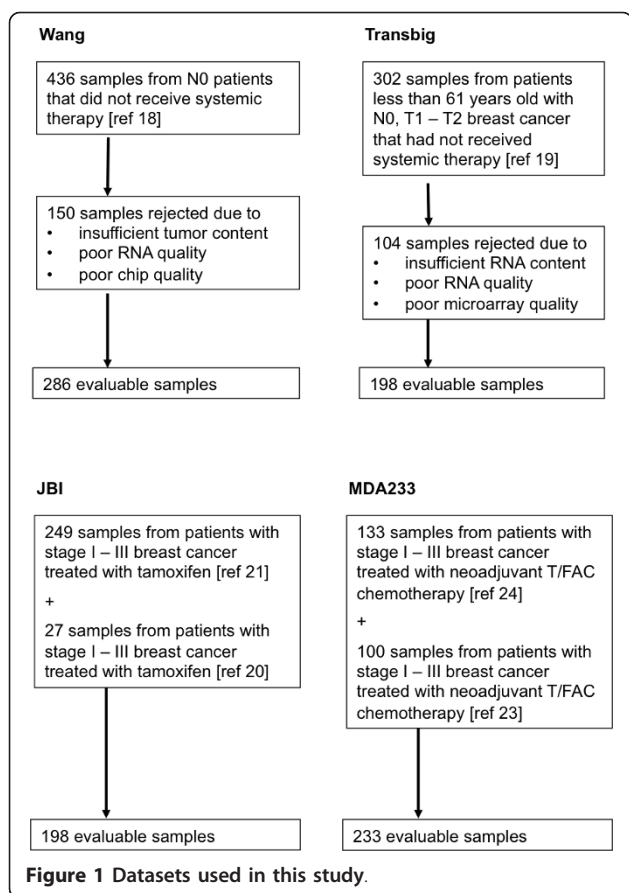 Wang
436 samples from N0 patients
that did not receive systemic
therapy [ref 18]
150 samples rejected due to
• insufficient tumor content
• poor RNA quality
• poor chip quality
286 evaluable samples
Transbig
302 samples from patients
less than 61 years old with
N0, T1 – T2 breast cancer
that had not received
systemic therapy [ref 19]
104 samples rejected due to
• insufficient RNA content
• poor RNA quality
• poor microarray quality
198 evaluable samples
JBI
249 samples from patients with
stage I – III breast cancer
treated with tamoxifen [ref 21]
+
27 samples from patients with
stage I – III breast cancer
treated with tamoxifen [ref 20]
198 evaluable samples
MDA233
133 samples from patients with
stage I – III breast cancer
treated with neoadjuvant T/FAC
chemotherapy [ref 24]
+
100 samples from patients with
stage I – III breast cancer
treated with neoadjuvant T/FAC
chemotherapy [ref 23]
233 evaluable samples
Figure 1 Datasets used in this study.